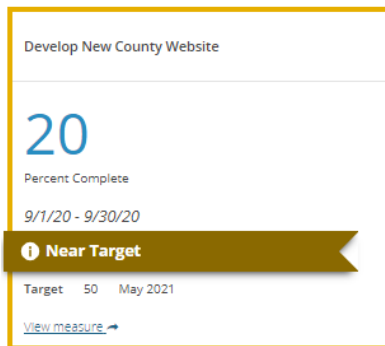 Develop New County Website
20
Percent Complete
9/1/20 - 9/30/20
Near Target
Target 50 May 2021
View measure